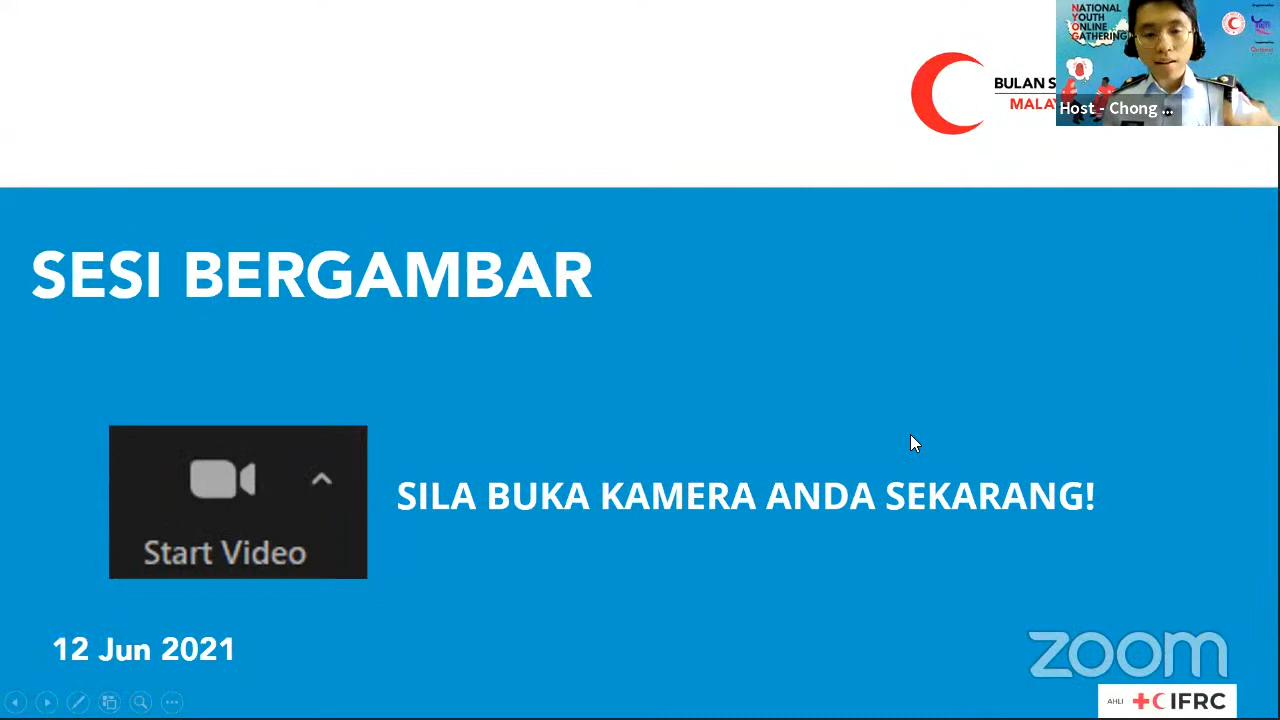 NATIONAL
YOUTH
ONLINE
GATHERING
Host - Chong ...
BULAN S
MALAY
SESI BERGAMBAR
Start Video
SILA BUKA KAMERA ANDA SEKARANG!
12 Jun 2021
zoom
AHLI IFRC